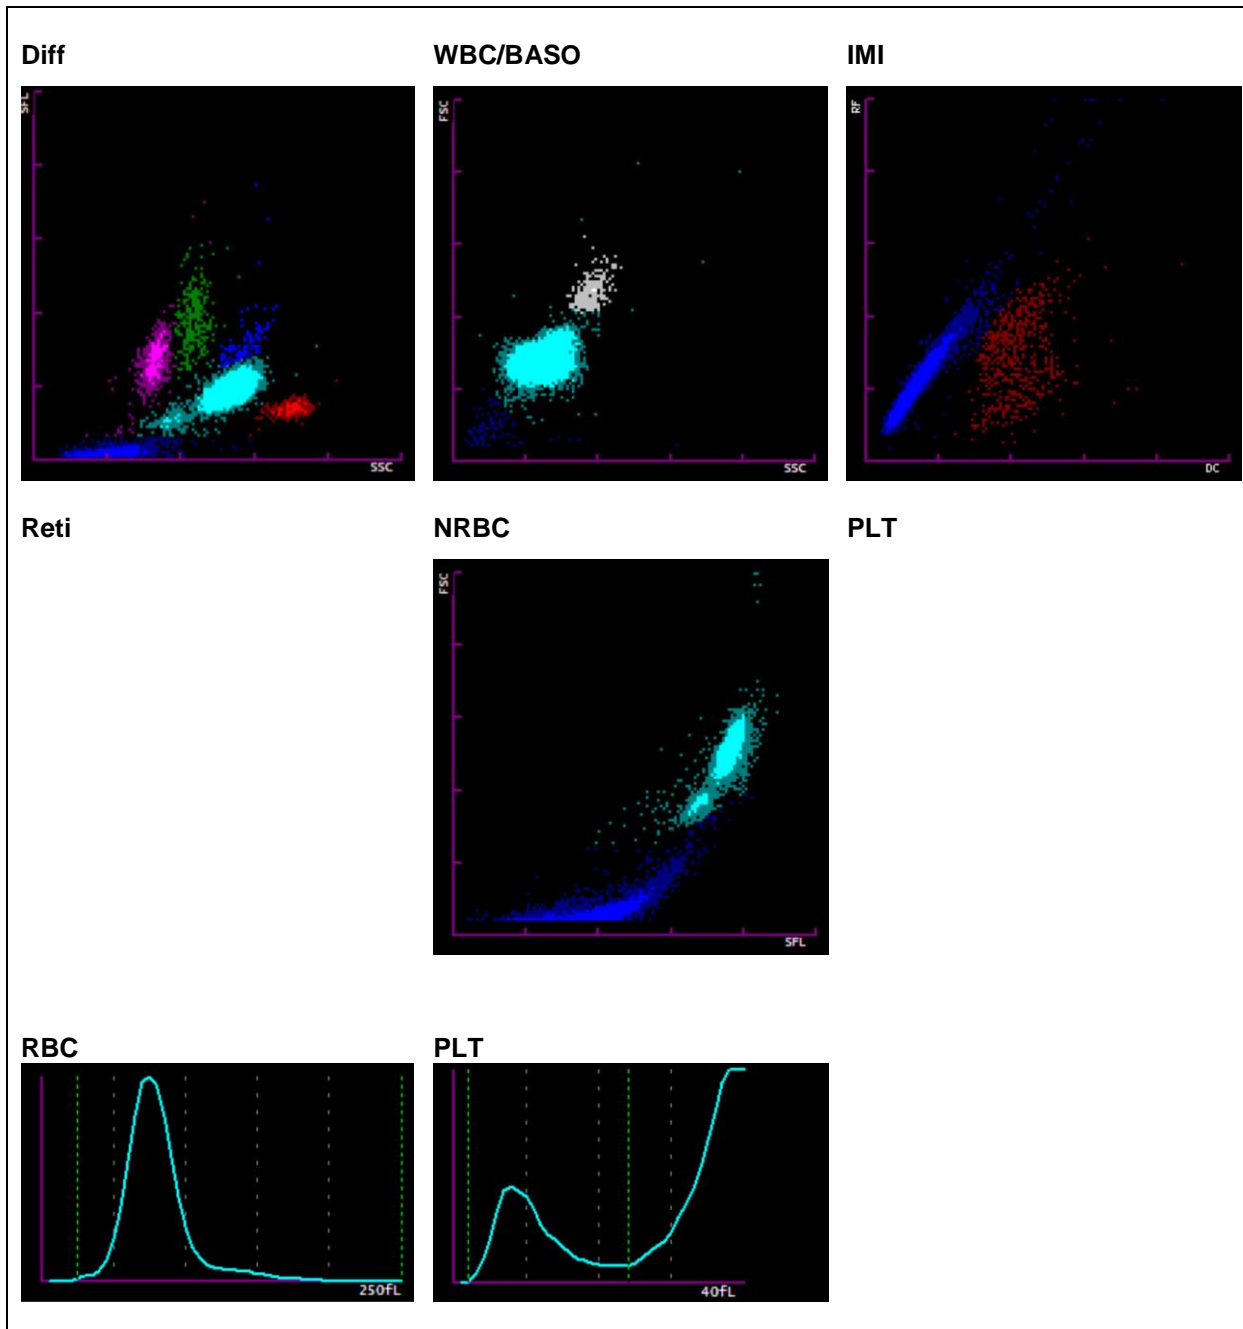 Diff WBC/BASO IMI
SFL FSC RF
SSC SSC DC
Reti NRBC PLT
FSC
SFL
RBC PLT
250fL 40fL